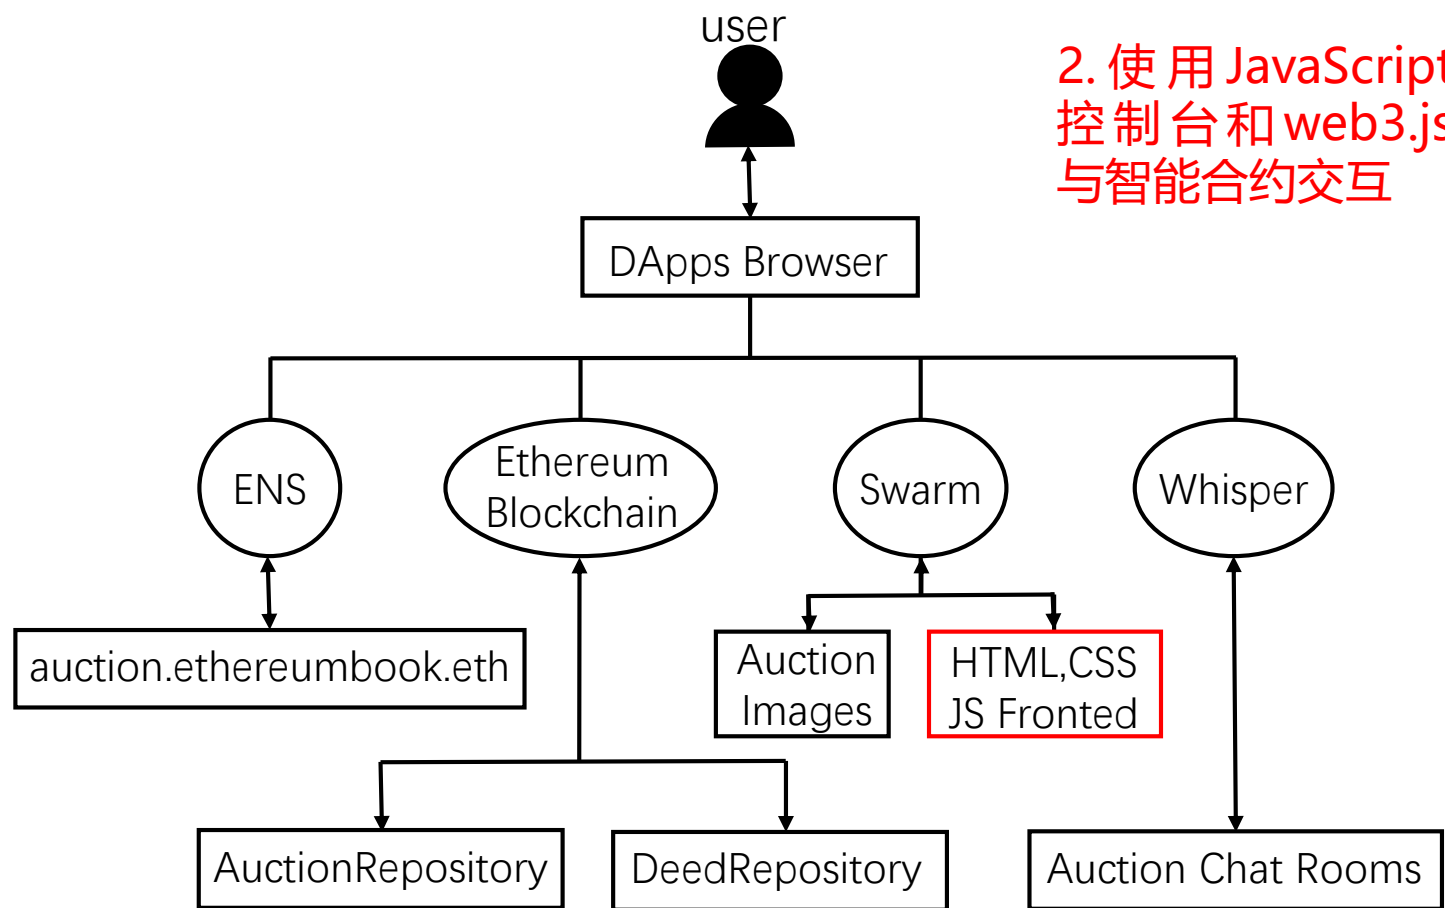 user
2. 使用JavaScript
控制台和web3.js
与智能合约交互
DApps Browser
ENS
Ethereum
Blockchain
Swarm
Whisper
auction.ethereumbook.eth
Auction
Images
HTML,CSS
JS Fronted
AuctionRepository
DeedRepository
Auction Chat Rooms